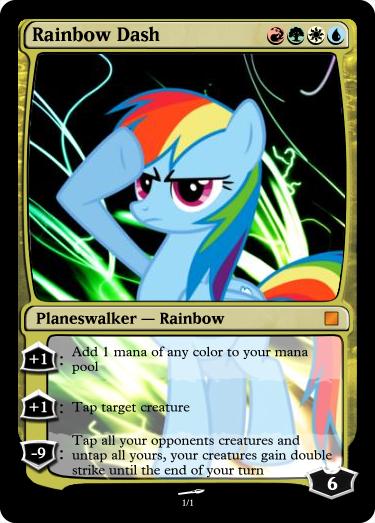 Rainbow Dash
Planeswalker — Rainbow
+1: Add 1 mana of any color to your mana
pool
+1: Tap target creature
-9: Tap all your opponents creatures and
untap all yours, your creatures gain double
strike until the end of your turn
6
1/1